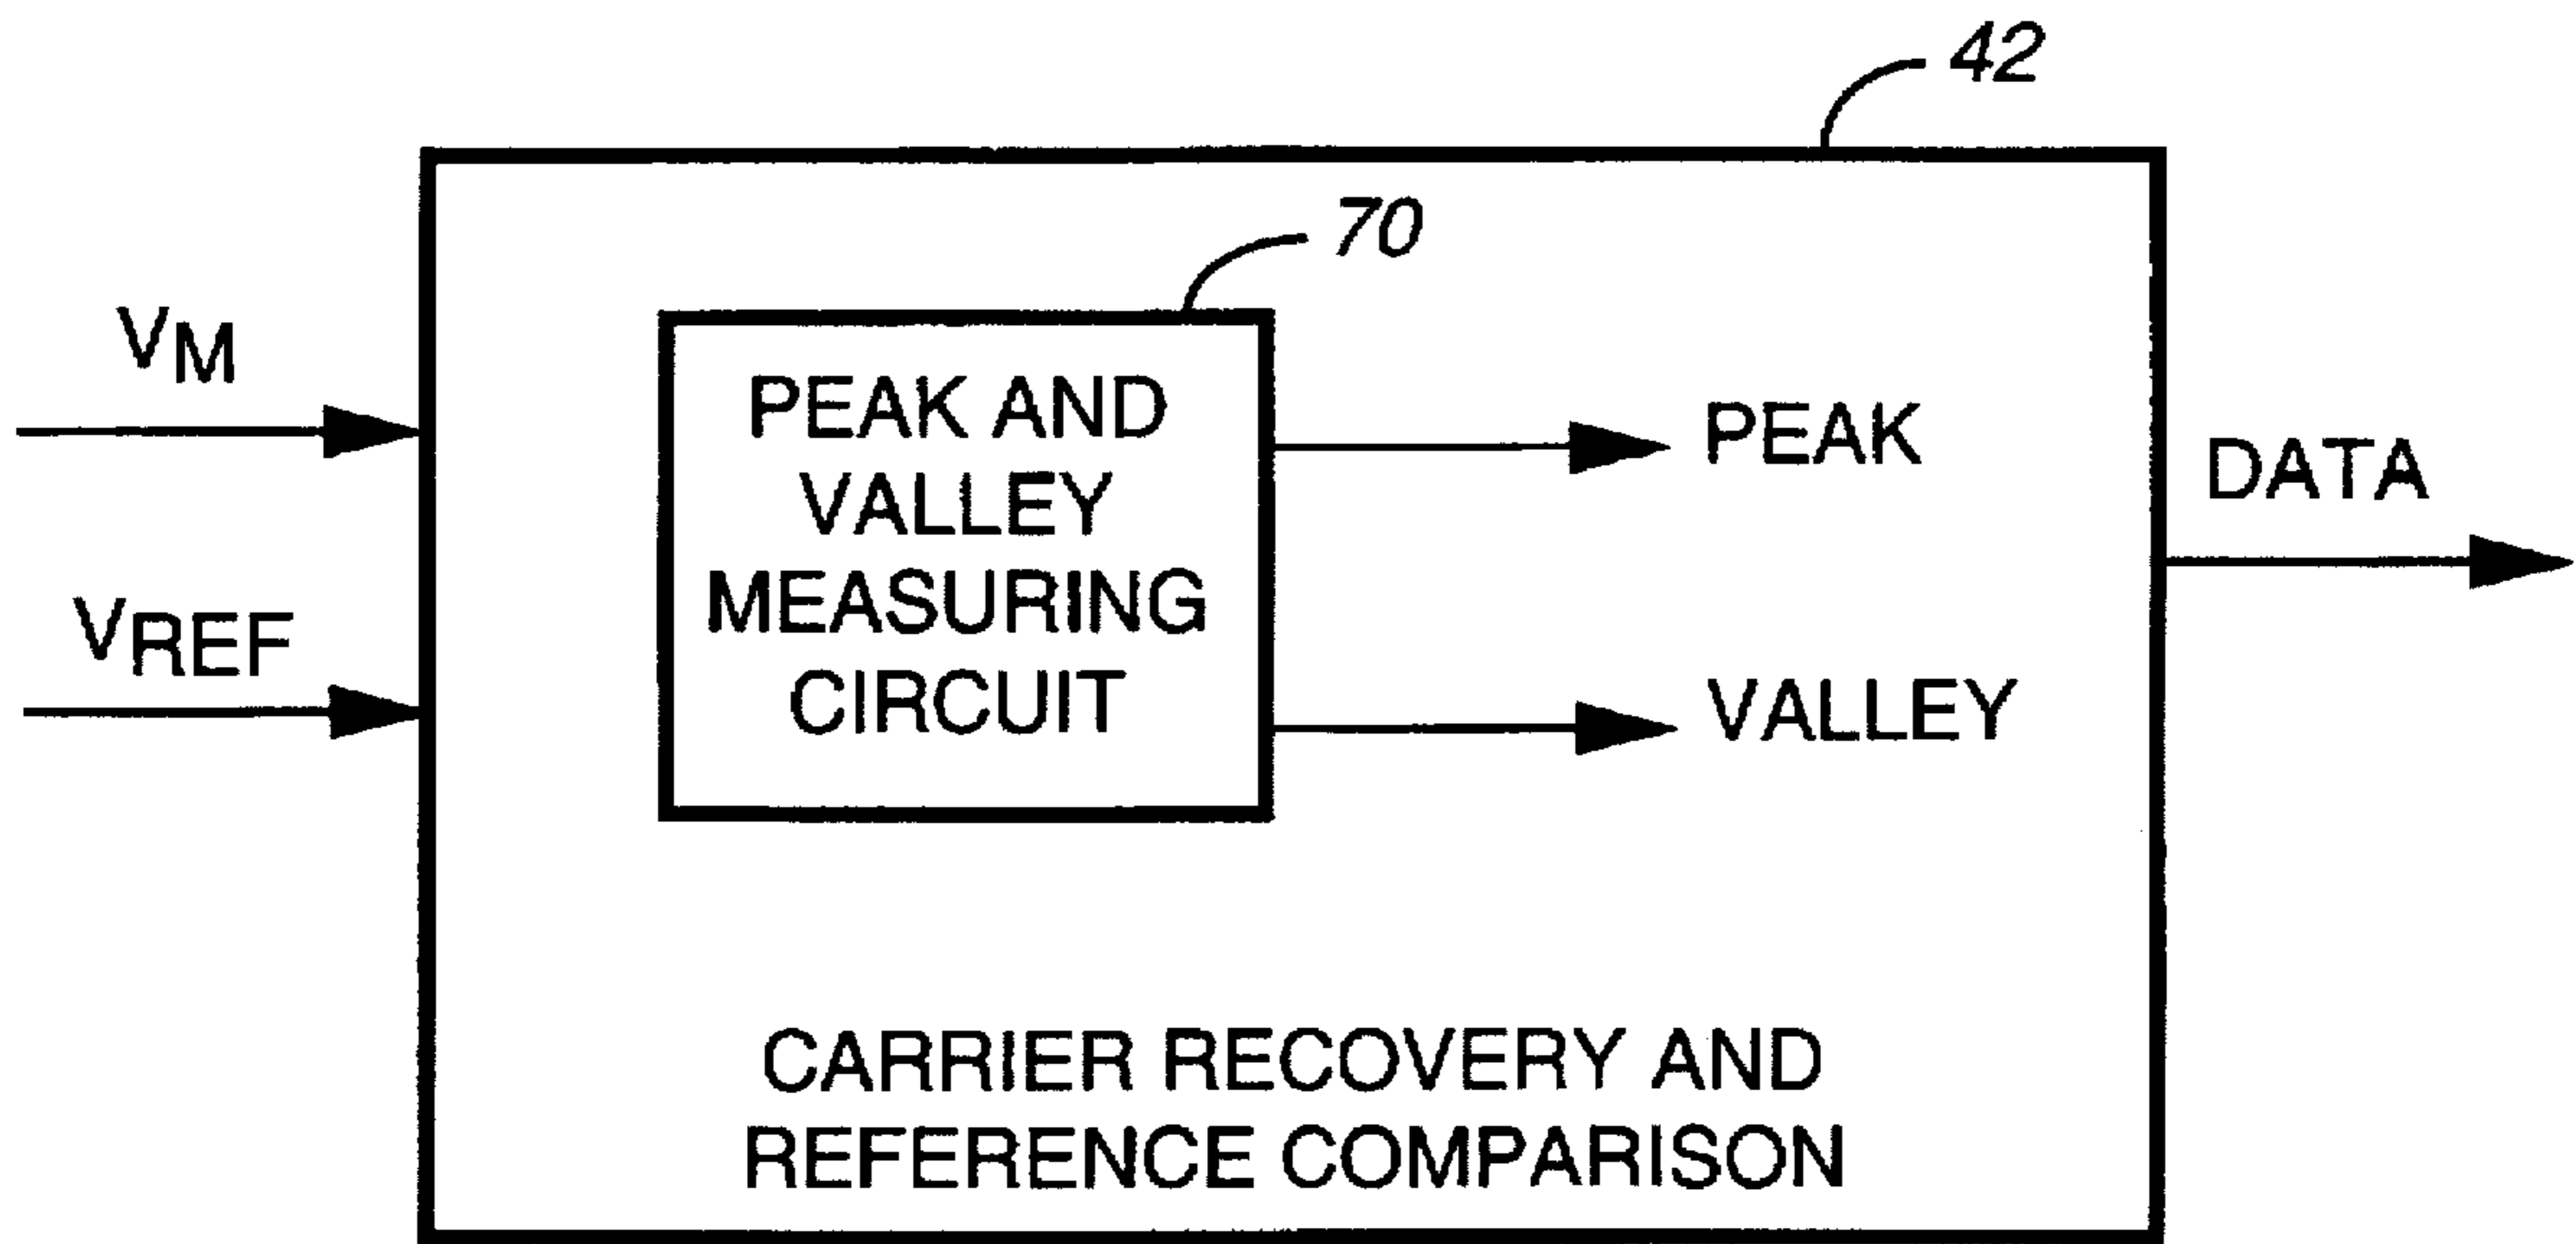 42
70
VM
PEAK AND
VALLEY
MEASURING
CIRCUIT
PEAK
DATA
VREF
VALLEY
CARRIER RECOVERY AND
REFERENCE COMPARISON